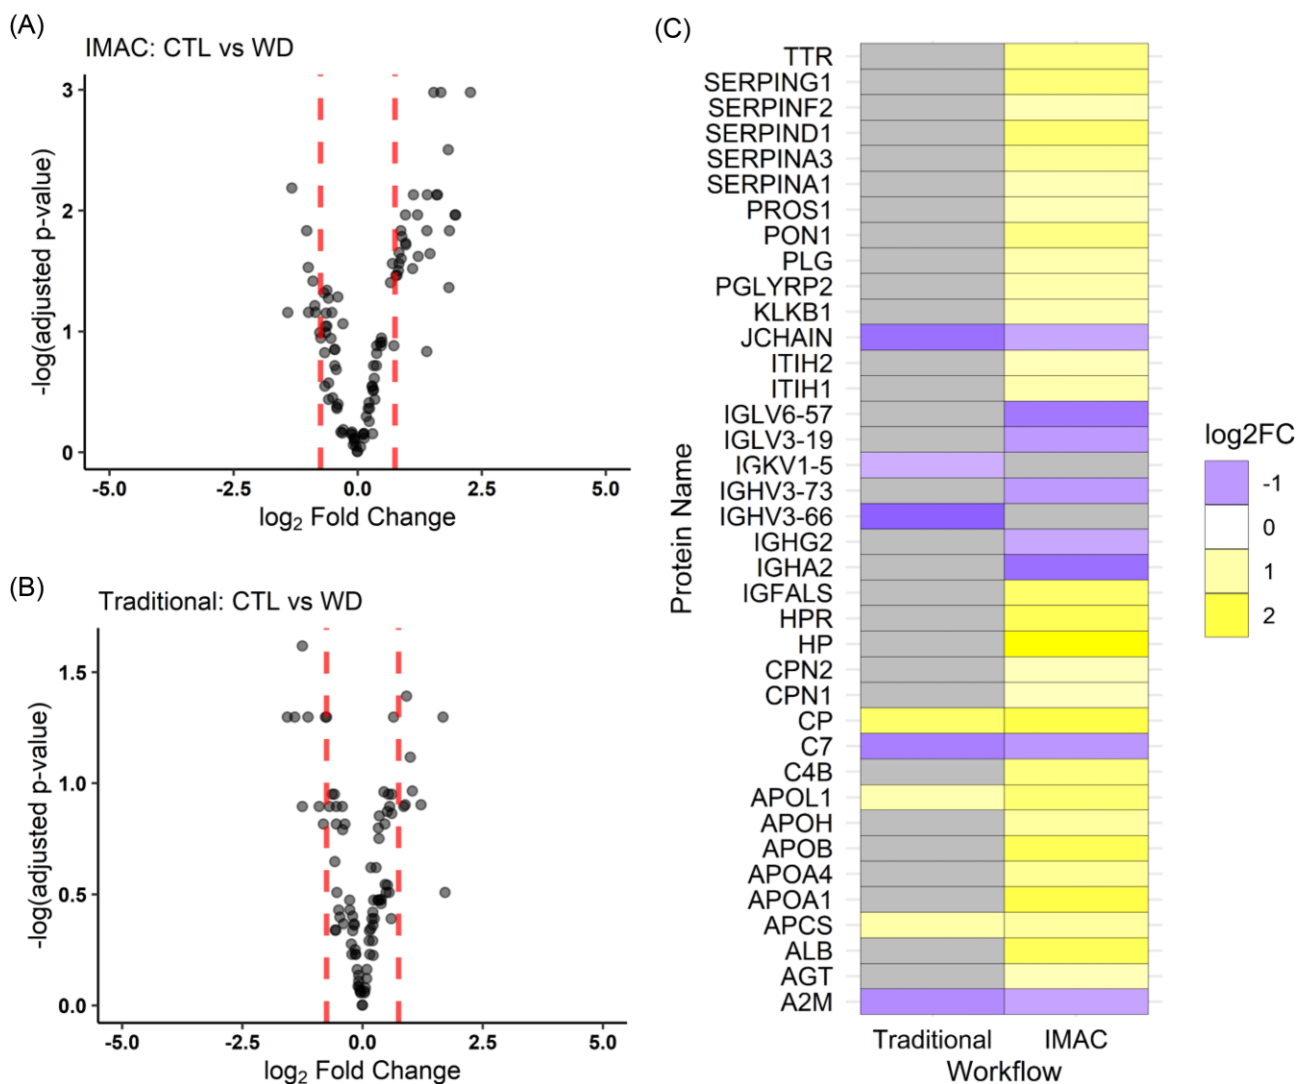 (A)
IMAC: CTL vs WD
3
2
1
0
-log(adjusted p-value)
-5.0 -2.5 0.0 2.5 5.0
log2 Fold Change
(B)
Traditional: CTL vs WD
1.5
1.0
0.5
0.0
-log(adjusted p-value)
-5.0 -2.5 0.0 2.5 5.0
log2 Fold Change
(C)
Protein Name
TTR
SERPING1
SERPINF2
SERPIND1
SERPINA3
SERPINA1
PROS1
PON1
PLG
PGLYRP2
KLKB1
JCHAIN
ITIH2
ITIH1
IGLV6-57
IGLV3-19
IGKV1-5
IGHV3-73
IGHV3-66
IGHG2
IGHA2
IGFALS
HPR
HP
CPN2
CPN1
CP
C7
C4B
APOL1
APOH
APOB
APOA4
APOA1
APCS
ALB
AGT
A2M
Traditional IMAC
Workflow
log2FC
-1
0
1
2